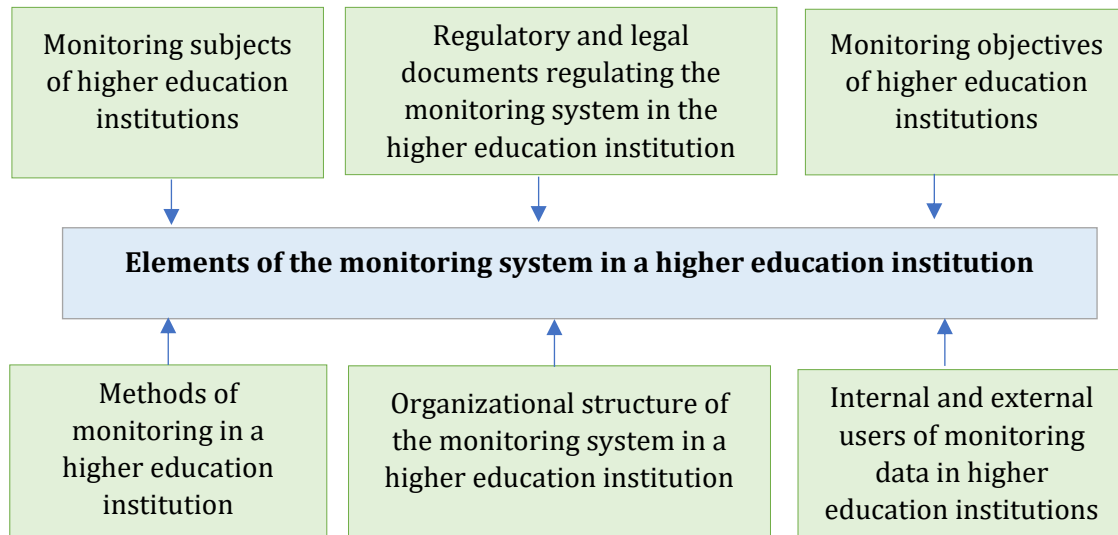 Monitoring subjects
of higher education
institutions
Regulatory and legal
documents regulating the
monitoring system in the
higher education institution
Monitoring objectives
of higher education
institutions
Elements of the monitoring system in a higher education institution
Methods of
monitoring in a
higher education
institution
Organizational structure of
the monitoring system in a
higher education institution
Internal and external
users of monitoring
data in higher
education institutions